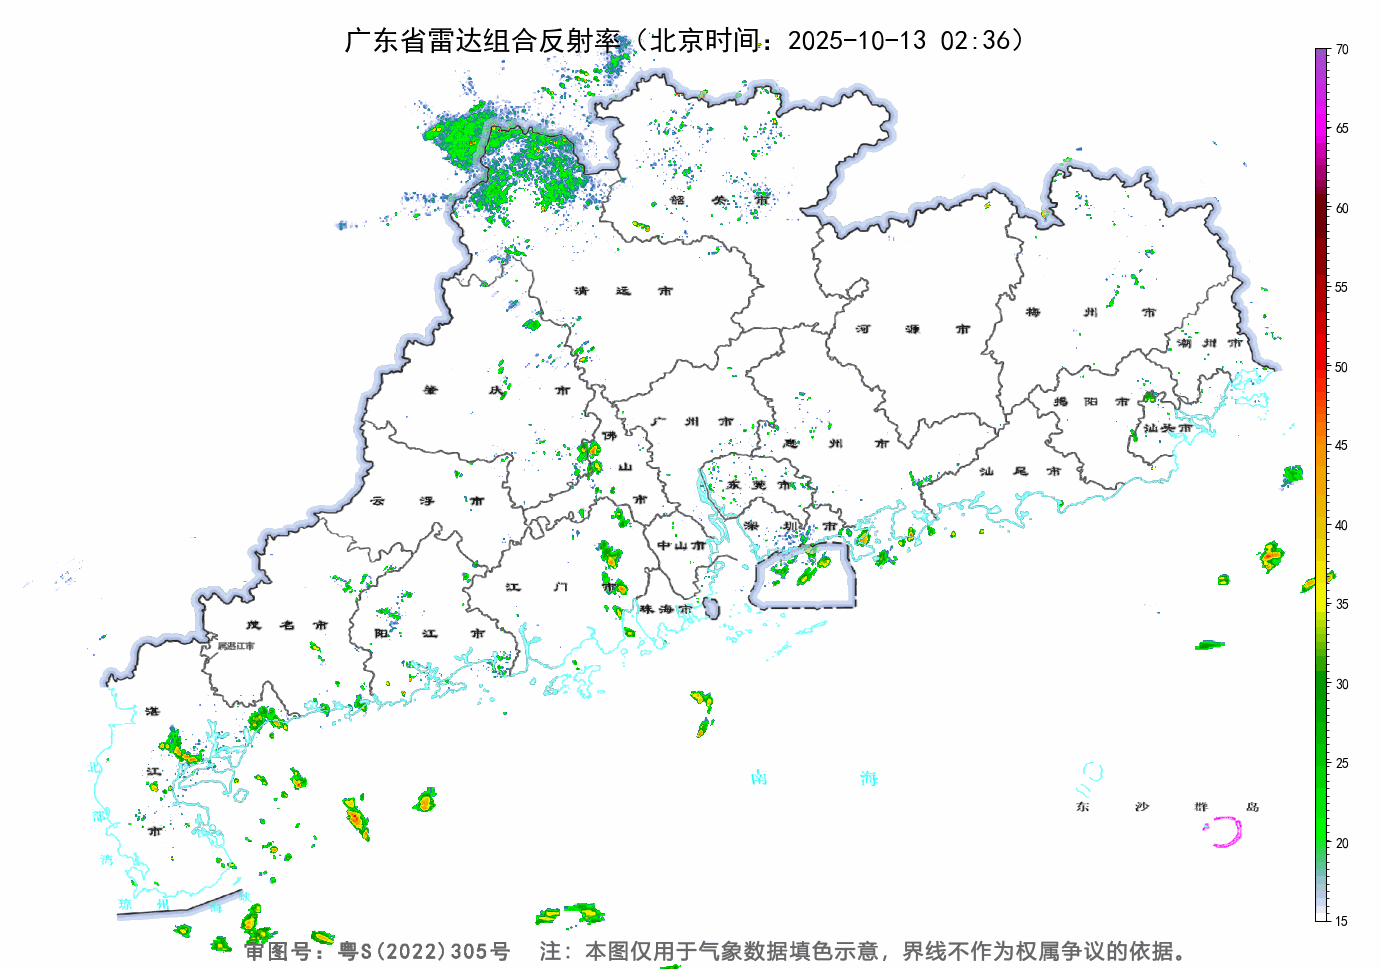 广东省雷达组合反射率（北京时间：2025-10-13 02:36）
70
65
60
55
50
45
40
35
30
25
20
15
韶 关 市
清 远 市
河 源 市
梅 州 市
潮 州 市
肇 庆 市
广 州 市
佛 山 市
惠 州 市
揭 阳 市
汕头市
汕 尾 市
东 莞 市
云 浮 市
深 圳 市
中山市
江 门 市
珠海市
茂 名 市
阳 江 市
属湛江市
湛 江 市
北 部 湾
南 海
东 沙 群 岛
琼 州 海 峡
审图号：粤S(2022)305号 注：本图仅用于气象数据填色示意，界线不作为权属争议的依据。